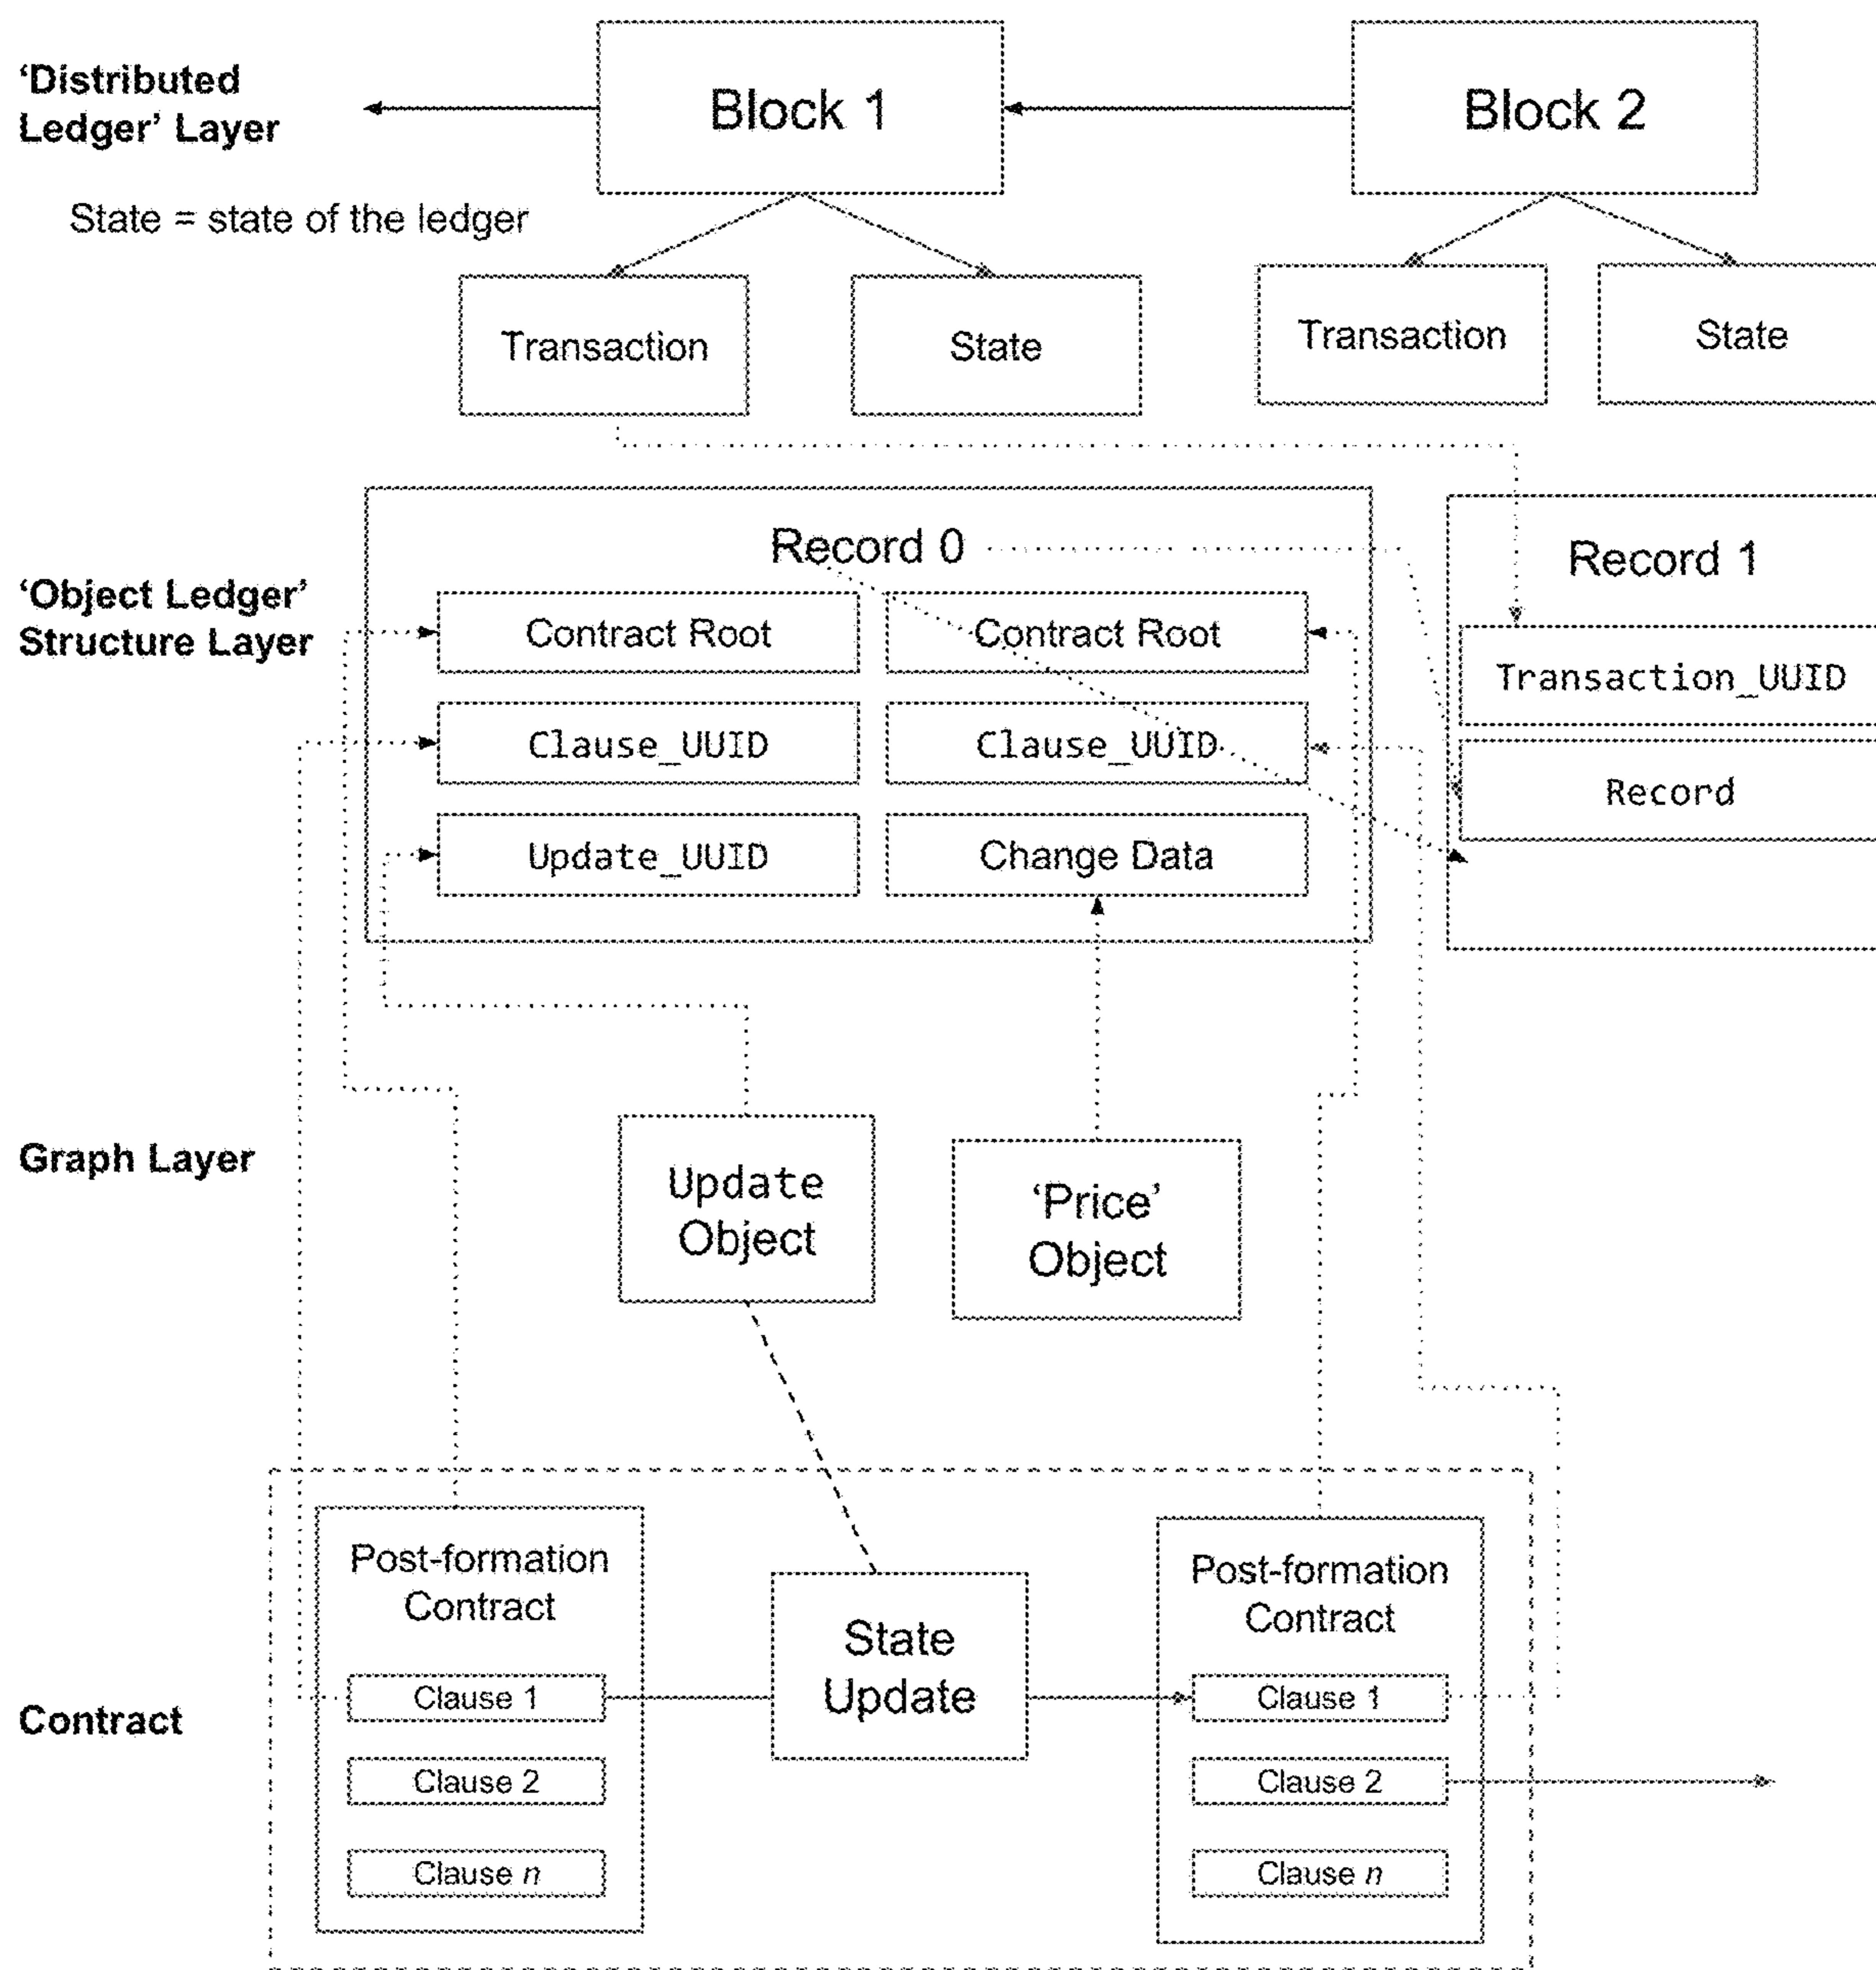 ‘Distributed
Ledger’ Layer
Block 1
Block 2
State = state of the ledger
Transaction
State
Transaction
State
‘Object Ledger’
Structure Layer
Record 0
Contract Root
Contract Root
Clause_UUID
Clause_UUID
Update_UUID
Change Data
Record 1
Transaction_UUID
Record
Graph Layer
Update
Object
‘Price’
Object
Contract
Post-formation
Contract
Clause 1
Clause 2
Clause n
State
Update
Post-formation
Contract
Clause 1
Clause 2
Clause n